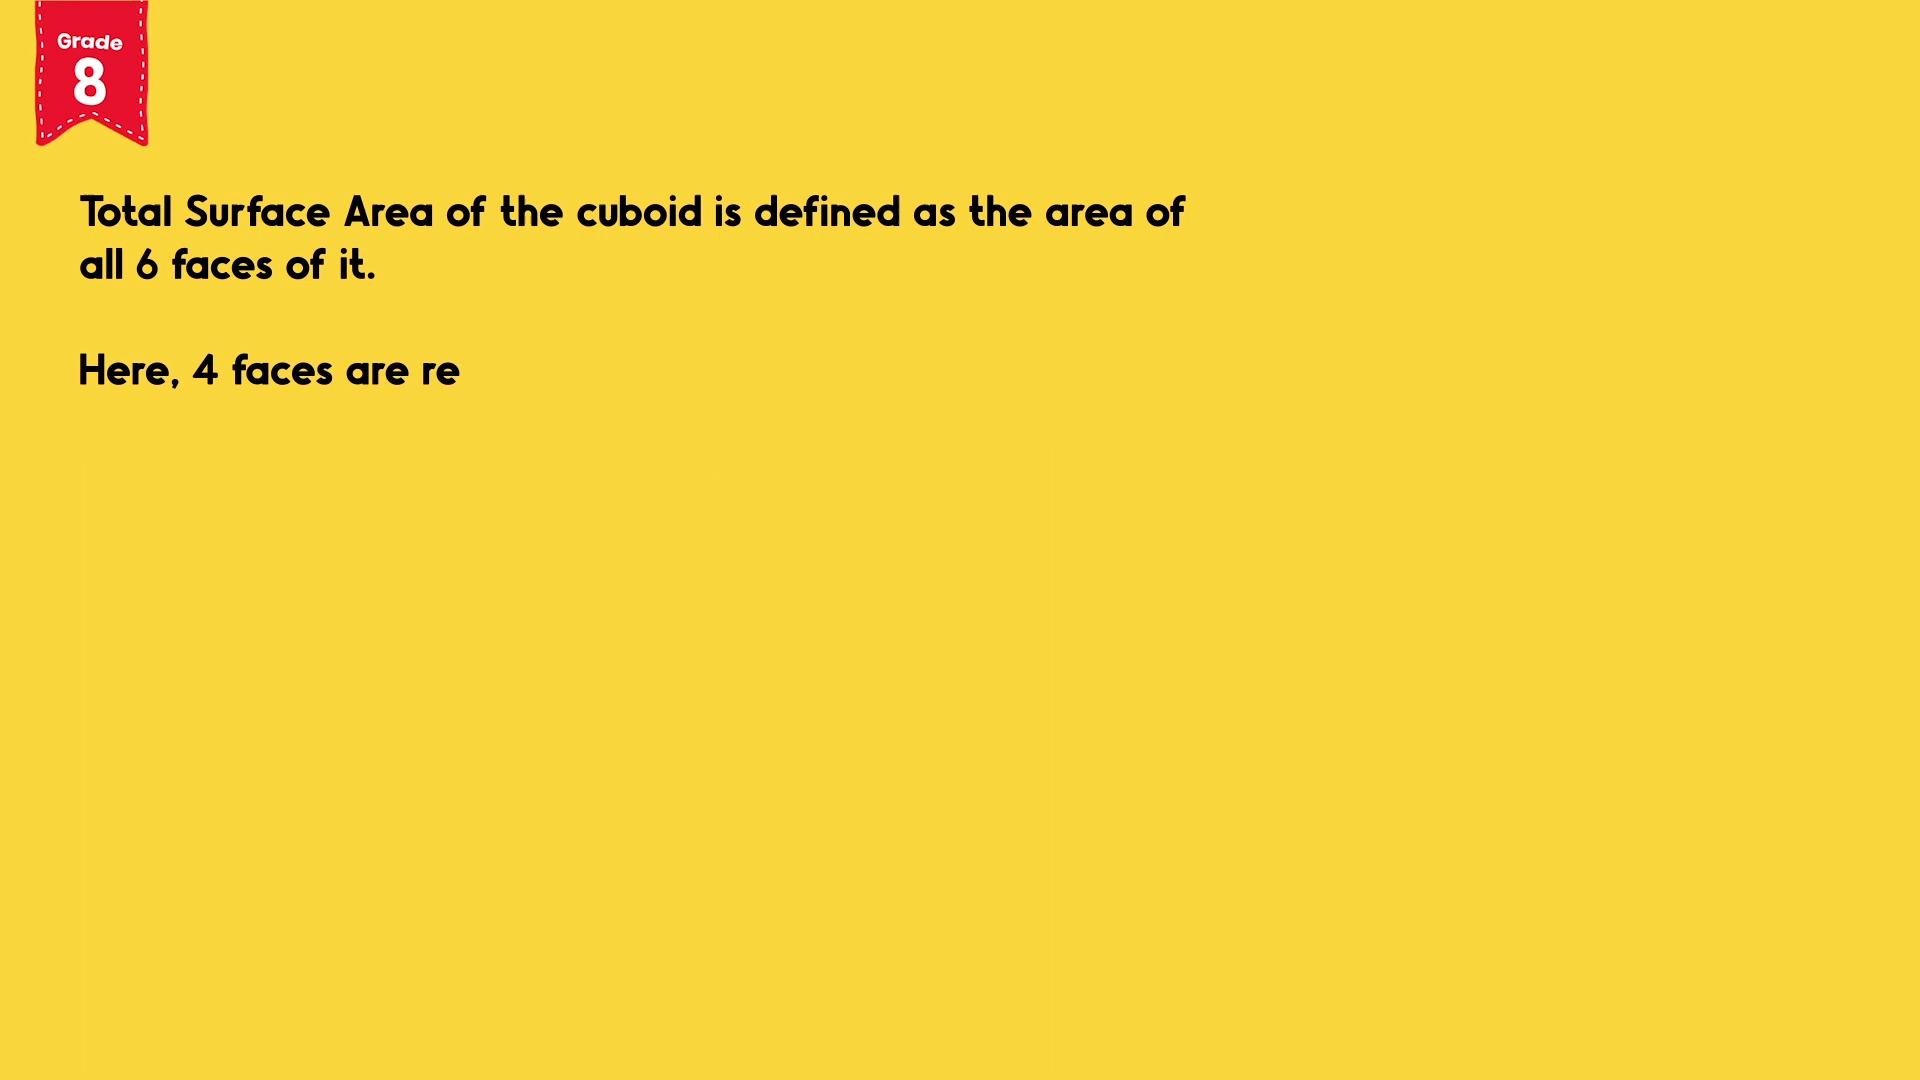 Grade
8
Total Surface Area of the cuboid is defined as the area of
all 6 faces of it.
Here, 4 faces are re